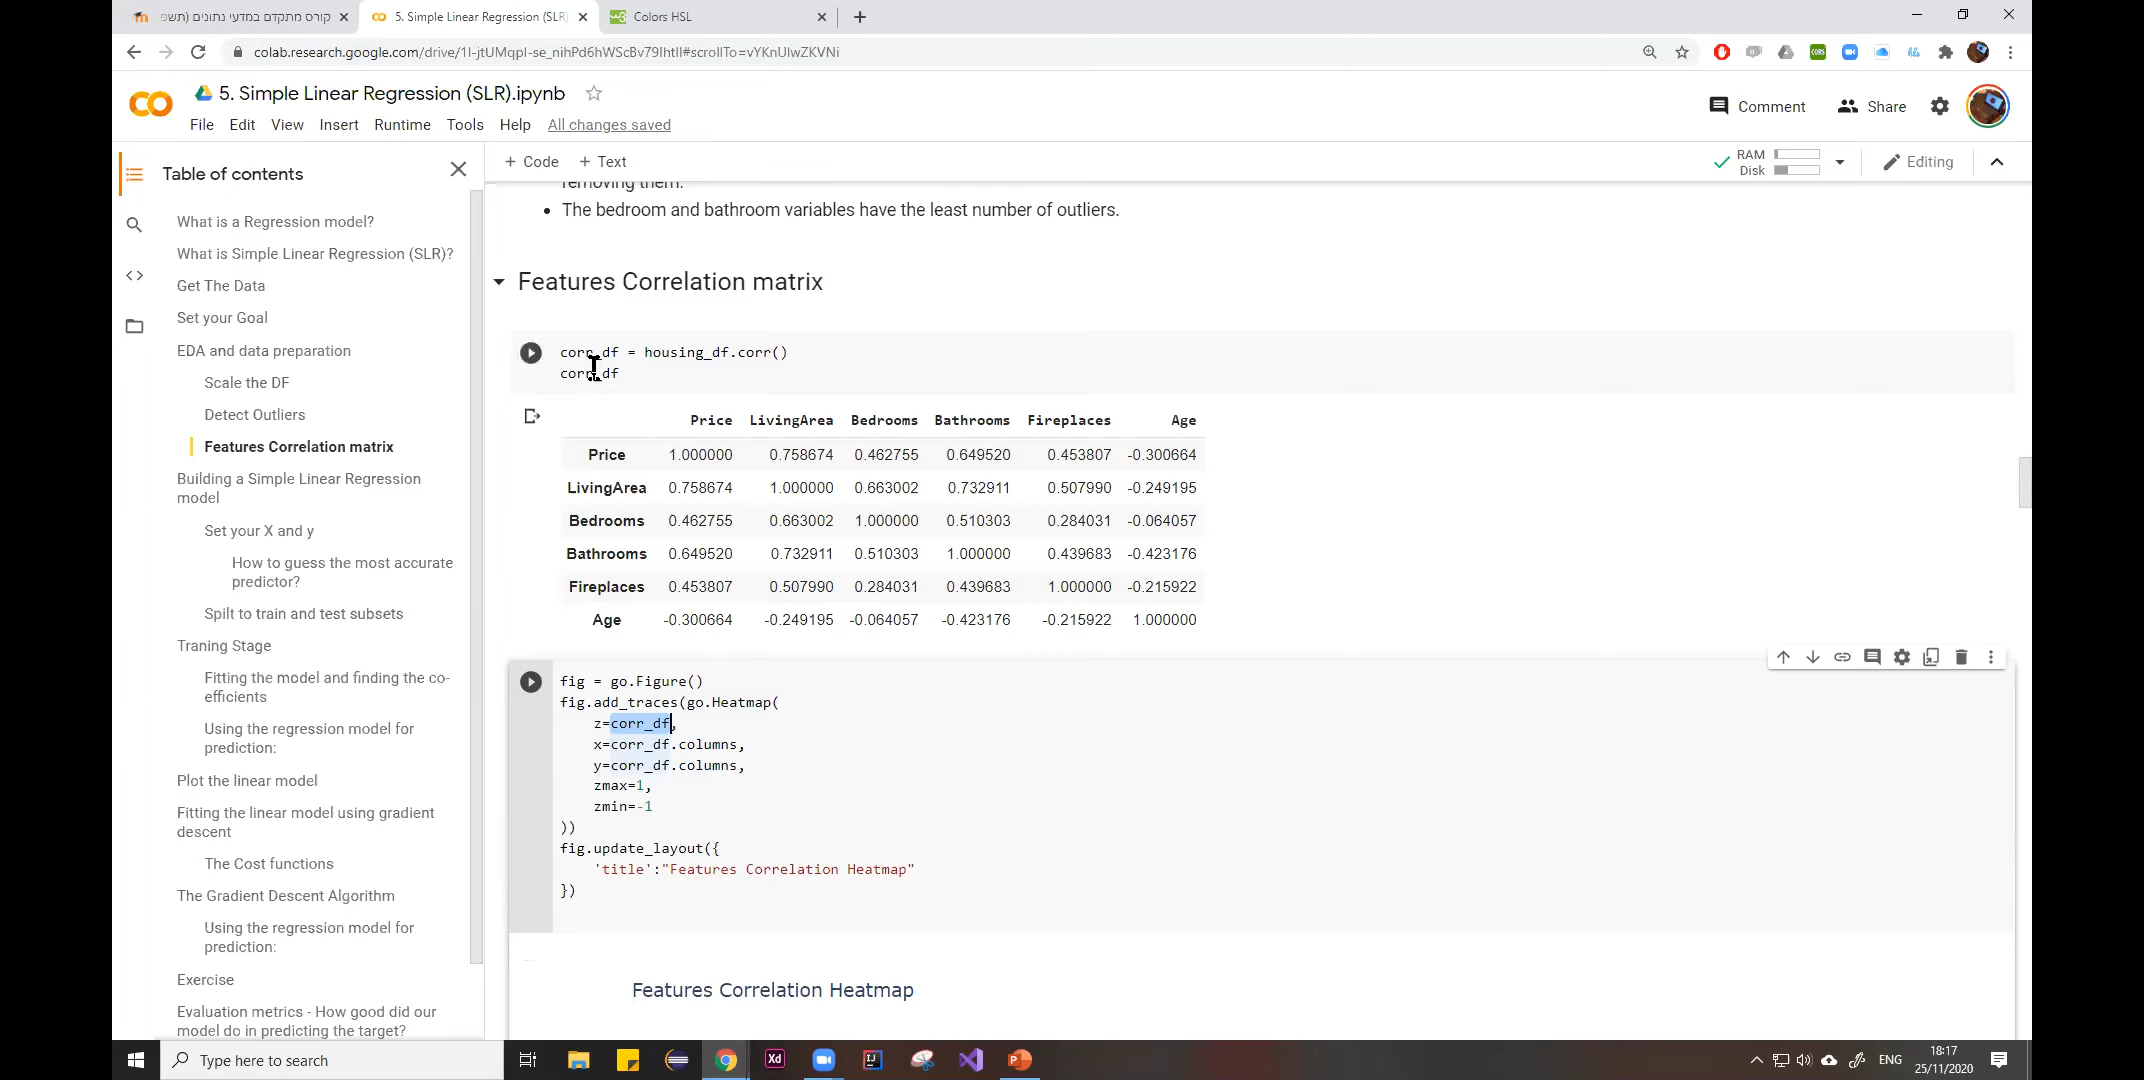 קורס מתקדם במדעי נתונים (תשפ
5. Simple Linear Regression (SLR)
Colors HSL
colab.research.google.com/drive/1I-jtUMqpI-se_nihPd6hWScBv79IhtII#scrollTo=vYKnUlwZKVNi
5. Simple Linear Regression (SLR).ipynb
Comment
Share
File Edit View Insert Runtime Tools Help All changes saved
Table of contents
+ Code + Text
RAM
Disk
Editing
What is a Regression model?
What is Simple Linear Regression (SLR)?
Get The Data
Set your Goal
EDA and data preparation
Scale the DF
Detect Outliers
Features Correlation matrix
Building a Simple Linear Regression
model
Set your X and y
How to guess the most accurate
predictor?
Spilt to train and test subsets
Traning Stage
Fitting the model and finding the co-
efficients
Using the regression model for
prediction:
Plot the linear model
Fitting the linear model using gradient
descent
The Cost functions
The Gradient Descent Algorithm
Using the regression model for
prediction:
Exercise
Evaluation metrics - How good did our
model do in predicting the target?
removing them.
• The bedroom and bathroom variables have the least number of outliers.
Features Correlation matrix
corr_df = housing_df.corr()
corr_df
Price LivingArea Bedrooms Bathrooms Fireplaces Age
Price 1.000000 0.758674 0.462755 0.649520 0.453807 -0.300664
LivingArea 0.758674 1.000000 0.663002 0.732911 0.507990 -0.249195
Bedrooms 0.462755 0.663002 1.000000 0.510303 0.284031 -0.064057
Bathrooms 0.649520 0.732911 0.510303 1.000000 0.439683 -0.423176
Fireplaces 0.453807 0.507990 0.284031 0.439683 1.000000 -0.215922
Age -0.300664 -0.249195 -0.064057 -0.423176 -0.215922 1.000000
fig = go.Figure()
fig.add_traces(go.Heatmap(
z=corr_df,
x=corr_df.columns,
y=corr_df.columns,
zmax=1,
zmin=-1
))
fig.update_layout({
'title':"Features Correlation Heatmap"
})
Features Correlation Heatmap
Type here to search
Xd
ENG
18:17
25/11/2020